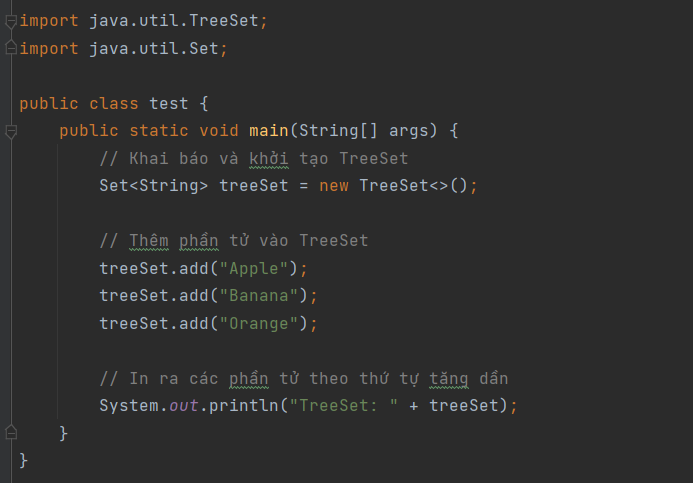 import java.util.TreeSet;
import java.util.Set;
public class test {
public static void main(String[] args) {
// Khai báo và khởi tạo TreeSet
Set<String> treeSet = new TreeSet<>();
// Thêm phần tử vào TreeSet
treeSet.add("Apple");
treeSet.add("Banana");
treeSet.add("Orange");
// In ra các phần tử theo thứ tự tăng dần
System.out.println("TreeSet: " + treeSet);
}
}